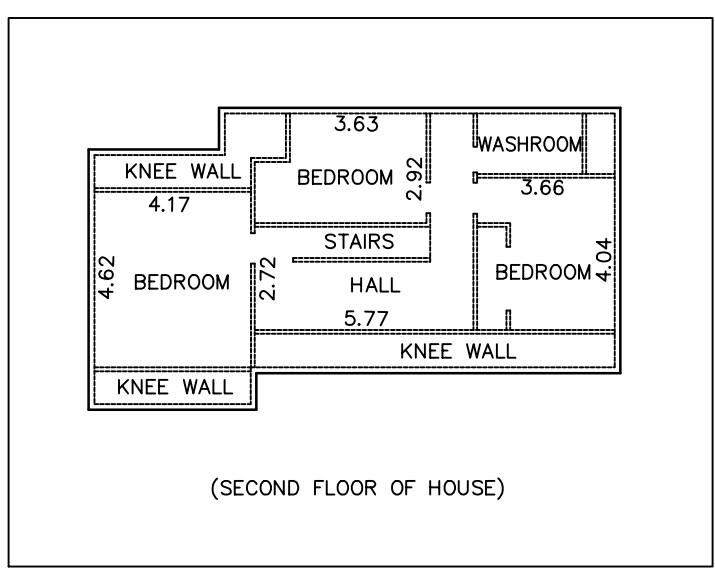 3.63
WASHROOM
KNEE WALL
BEDROOM
2.92
3.66
4.17
STAIRS
4.62
BEDROOM
2.72
HALL
BEDROOM
4.04
5.77
KNEE WALL
KNEE WALL
(SECOND FLOOR OF HOUSE)